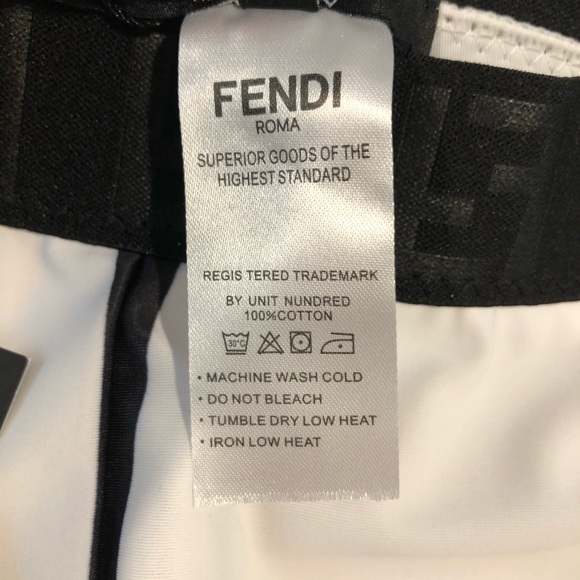 FENDI
ROMA
SUPERIOR GOODS OF THE
HIGHEST STANDARD
REGIS TERED TRADEMARK
BY UNIT NUNDRED
100%COTTON
30°C
• MACHINE WASH COLD
• DO NOT BLEACH
• TUMBLE DRY LOW HEAT
• IRON LOW HEAT